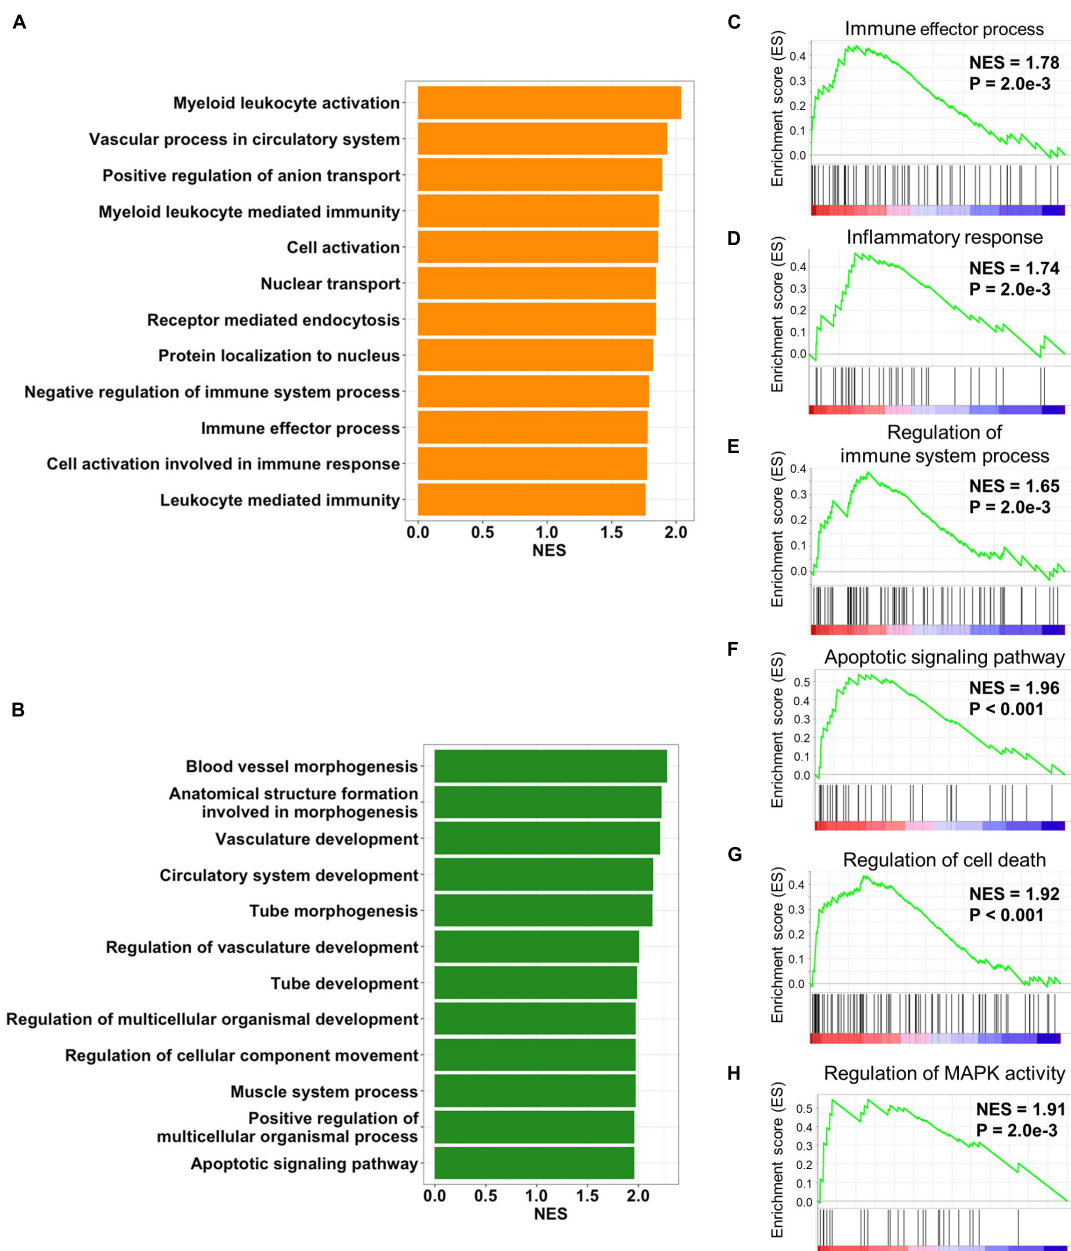 A
Myeloid leukocyte activation
Vascular process in circulatory system
Positive regulation of anion transport
Myeloid leukocyte mediated immunity
Cell activation
Nuclear transport
Receptor mediated endocytosis
Protein localization to nucleus
Negative regulation of immune system process
Immune effector process
Cell activation involved in immune response
Leukocyte mediated immunity
0.0 0.5 1.0 1.5 2.0
NES
B
Blood vessel morphogenesis
Anatomical structure formation
involved in morphogenesis
Vasculature development
Circulatory system development
Tube morphogenesis
Regulation of vasculature development
Tube development
Regulation of multicellular organismal development
Regulation of cellular component movement
Muscle system process
Positive regulation of
multicellular organismal process
Apoptotic signaling pathway
0.0 0.5 1.0 1.5 2.0
NES
C
Immune effector process
Enrichment score (ES)
0.4
0.3
0.2
0.1
0.0
NES = 1.78
P = 2.0e-3
D
Inflammatory response
Enrichment score (ES)
0.4
0.3
0.2
0.1
0.0
NES = 1.74
P = 2.0e-3
E
Regulation of
immune system process
Enrichment score (ES)
0.4
0.3
0.2
0.1
0.0
NES = 1.65
P = 2.0e-3
F
Apoptotic signaling pathway
Enrichment score (ES)
0.5
0.4
0.3
0.2
0.1
0.0
NES = 1.96
P < 0.001
G
Regulation of cell death
Enrichment score (ES)
0.4
0.3
0.2
0.1
0.0
NES = 1.92
P < 0.001
H
Regulation of MAPK activity
Enrichment score (ES)
0.5
0.4
0.3
0.2
0.1
0.0
NES = 1.91
P = 2.0e-3